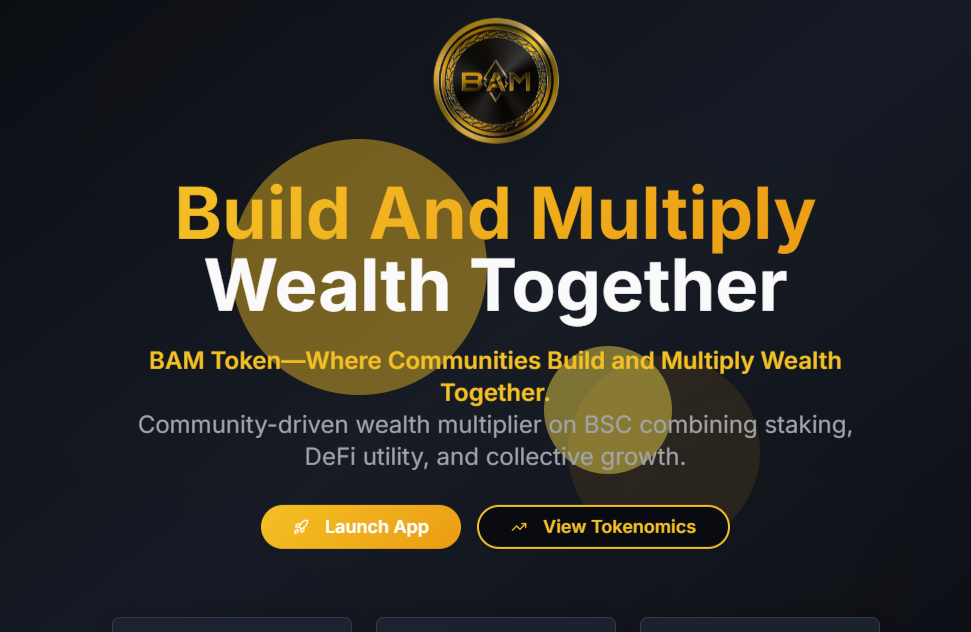 BAM
Build And Multiply
Wealth Together
BAM Token—Where Communities Build and Multiply Wealth
Together.
Community-driven wealth multiplier on BSC combining staking,
DeFi utility, and collective growth.
Launch App
View Tokenomics